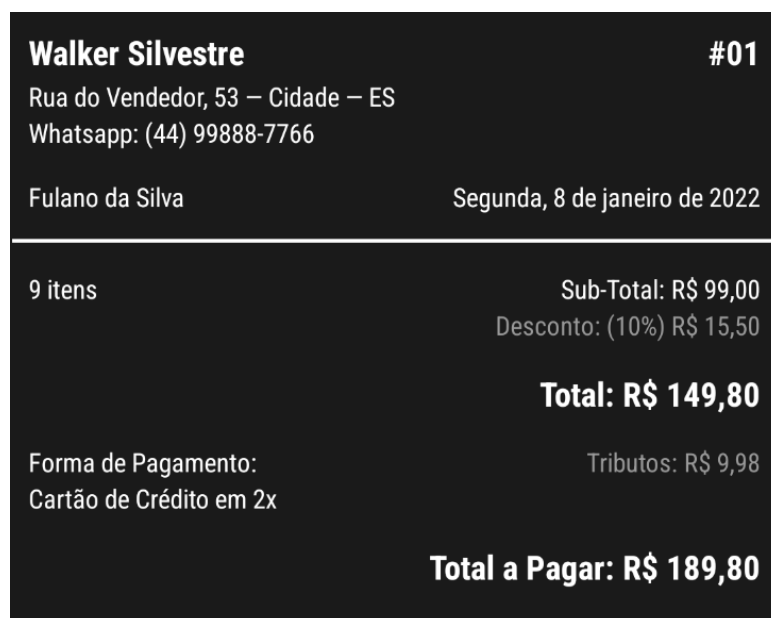 Walker Silvestre #01
Rua do Vendedor, 53 – Cidade – ES
Whatsapp: (44) 99888-7766
Fulano da Silva Segunda, 8 de janeiro de 2022
9 itens Sub-Total: R$ 99,00
Desconto: (10%) R$ 15,50
Total: R$ 149,80
Forma de Pagamento: Tributos: R$ 9,98
Cartão de Crédito em 2x
Total a Pagar: R$ 189,80